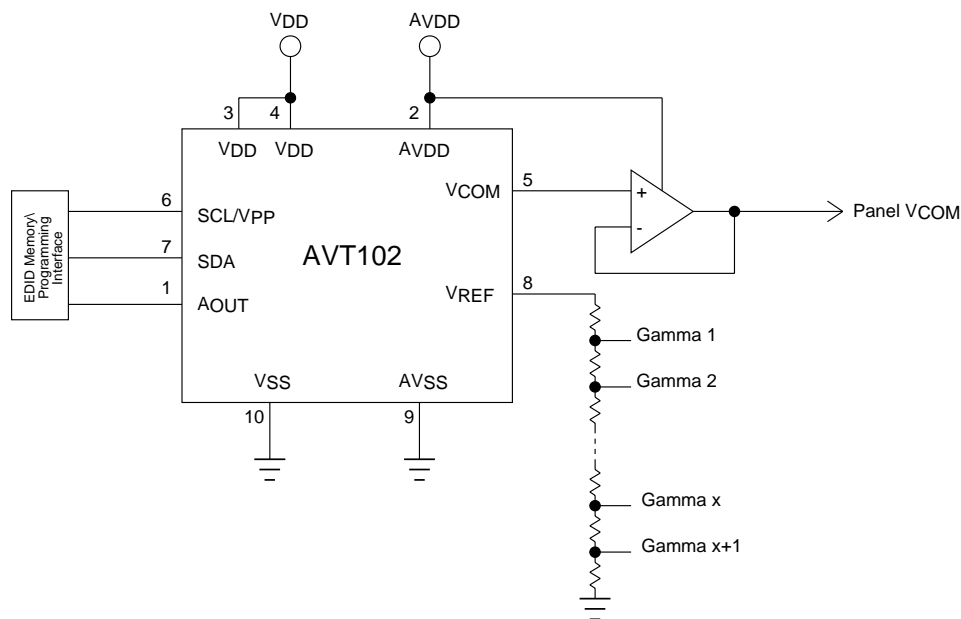 VDD
AVDD
3
4
2
VDD
VDD
AVDD
EDID Memory\
Programming
Interface
6
SCL/VPP
7
SDA
1
AOUT
AVT102
VCOM
5
+
-
Panel VCOM
VREF
8
Gamma 1
Gamma 2
VSS
AVSS
10
9
Gamma x
Gamma x+1